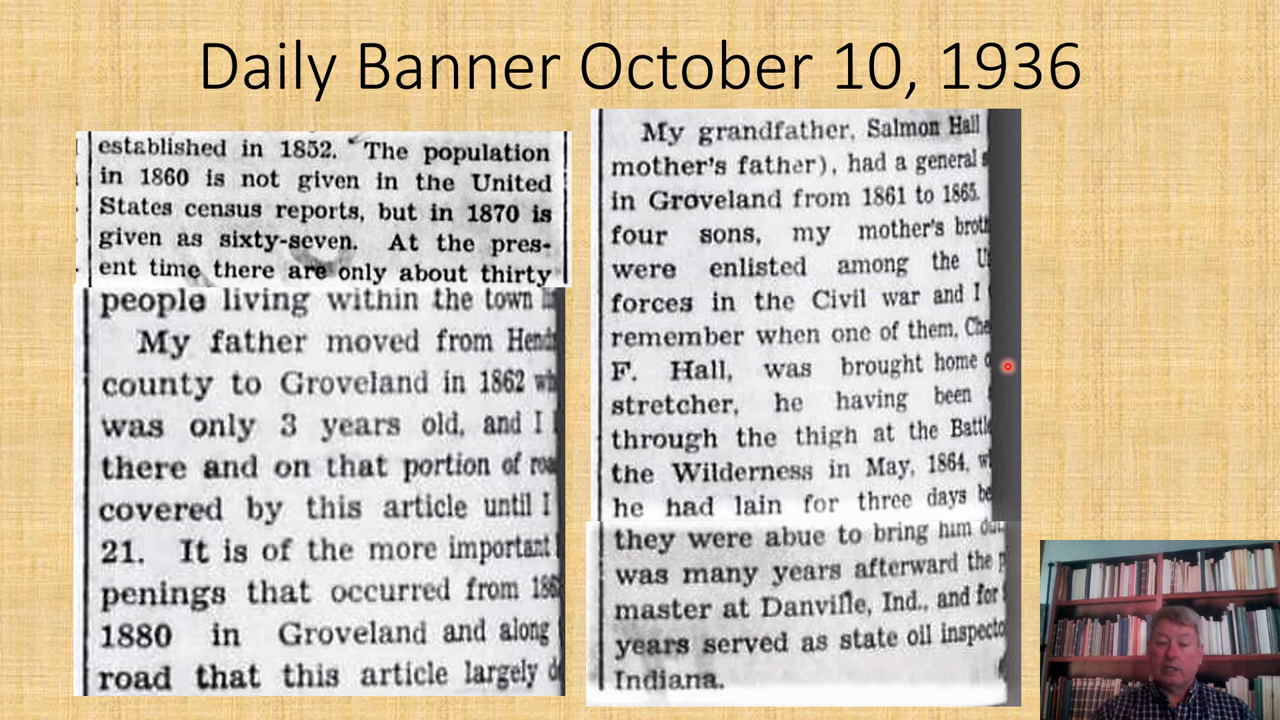 Daily Banner October 10, 1936
established in 1852. The population
in 1860 is not given in the United
States census reports, but in 1870 is
given as sixty-seven. At the pres-
ent time there are only about thirty
people living within the town
My father moved from
county to Groveland in 1862
was only 3 years old, and I
there and on that portion of
covered by this article until I
21. It is of the more important
penings that occurred from
1880 in Groveland and along
road that this article largely
My grandfather, Salmon Hall
mother's father), had a general
in Groveland from 1861 to 1865.
four sons, my mother's
were enlisted among the
forces in the Civil war and I
remember when one of them,
F. Hall, was brought home
stretcher, he having been
through the thigh at the
the Wilderness in May, 1864,
he had lain for three days
they were abue to bring him
was many years afterward the
master at Danville, Ind., and for
years served as state oil
Indiana.